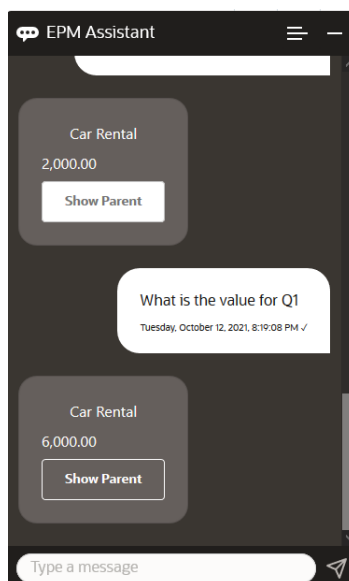 EPM Assistant
Car Rental
2,000.00
Show Parent
What is the value for Q1
Tuesday, October 12, 2021, 8:19:08 PM ✓
Car Rental
6,000.00
Show Parent
Type a message